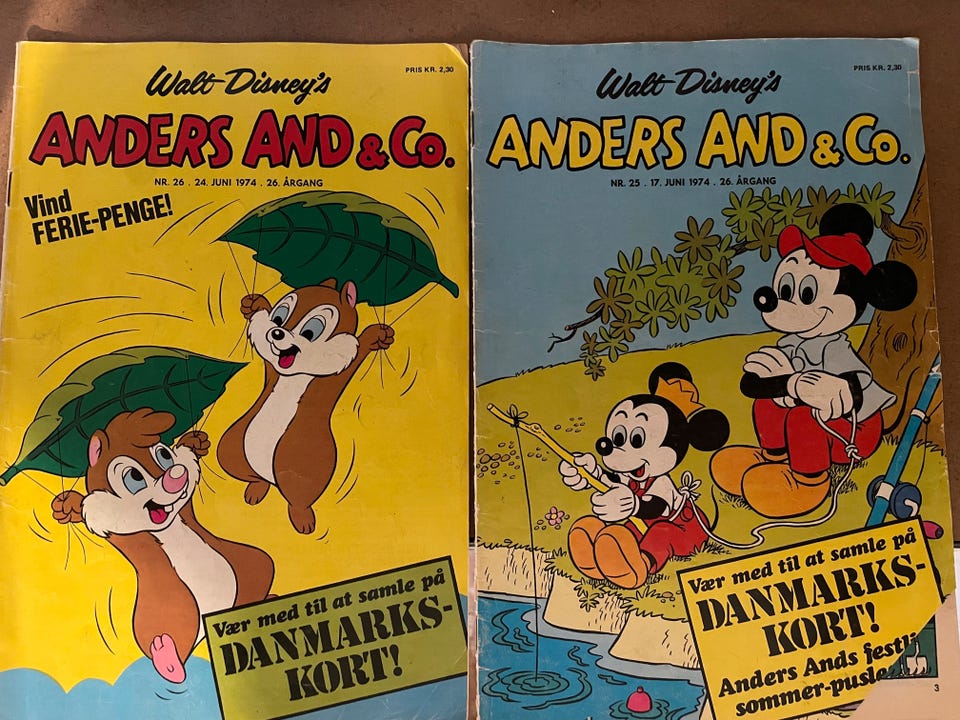 Walt Disney's
PRIS KR. 2,30
ANDERS AND & Co.
NR. 26 . 24. JUNI 1974 . 26. ÅRGANG
Vind
FERIE-PENGE!
Vær med til at samle på
DANMARKS-
KORT!
Walt Disney's
PRIS KR. 2,30
ANDERS AND & Co.
NR. 25 . 17. JUNI 1974 . 26. ÅRGANG
Vær med til at samle på
DANMARKS-
KORT!
Anders Ands
3